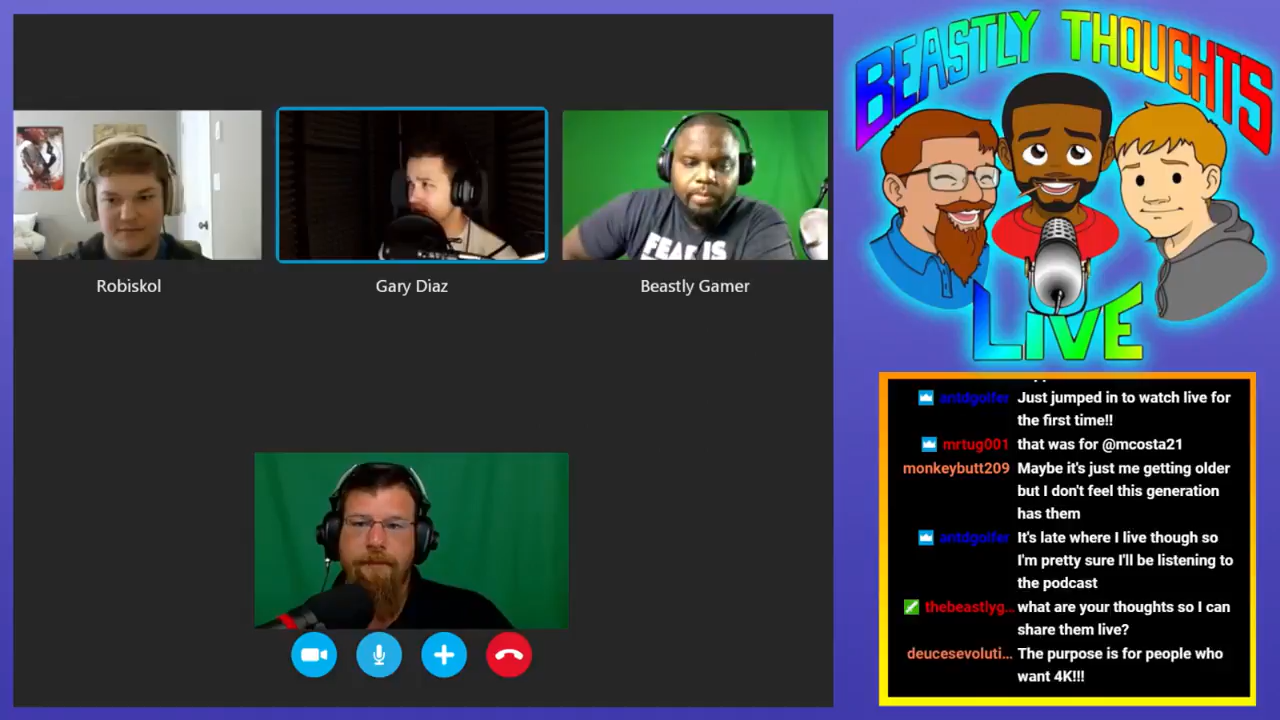 BEASTLY THOUGHTS
LIVE
Robiskol
Gary Diaz
Beastly Gamer
FEAR IS
antdgolfer Just jumped in to watch live for
the first time!!
mrtug001 that was for @mcosta21
monkeybutt209 Maybe it's just me getting older
but I don't feel this generation
has them
antdgolfer It's late where I live though so
I'm pretty sure I'll be listening to
the podcast
thebeastlyg... what are your thoughts so I can
share them live?
deucesevoluti... The purpose is for people who
want 4K!!!